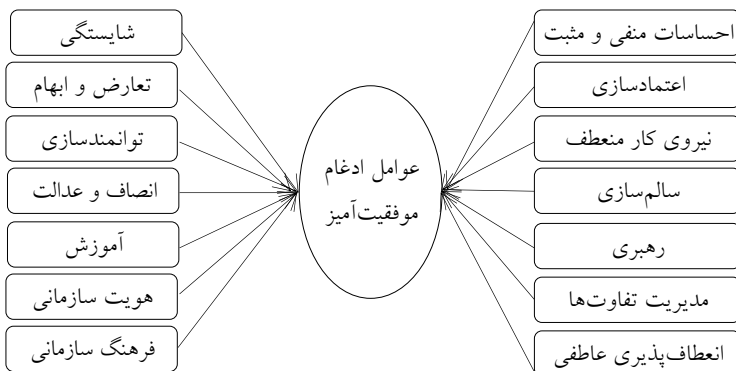 احساسات منفی و مثبت
اعتمادسازی
نیروی کار منعطف
سالم‌سازی
رهبری
مدیریت تفاوت‌ها
انعطاف‌پذیری عاطفی
عوامل ادغام
موفقیت‌آمیز
شایستگی
تعارض و ابهام
توانمندسازی
انصاف و عدالت
آموزش
هویت سازمانی
فرهنگ سازمانی